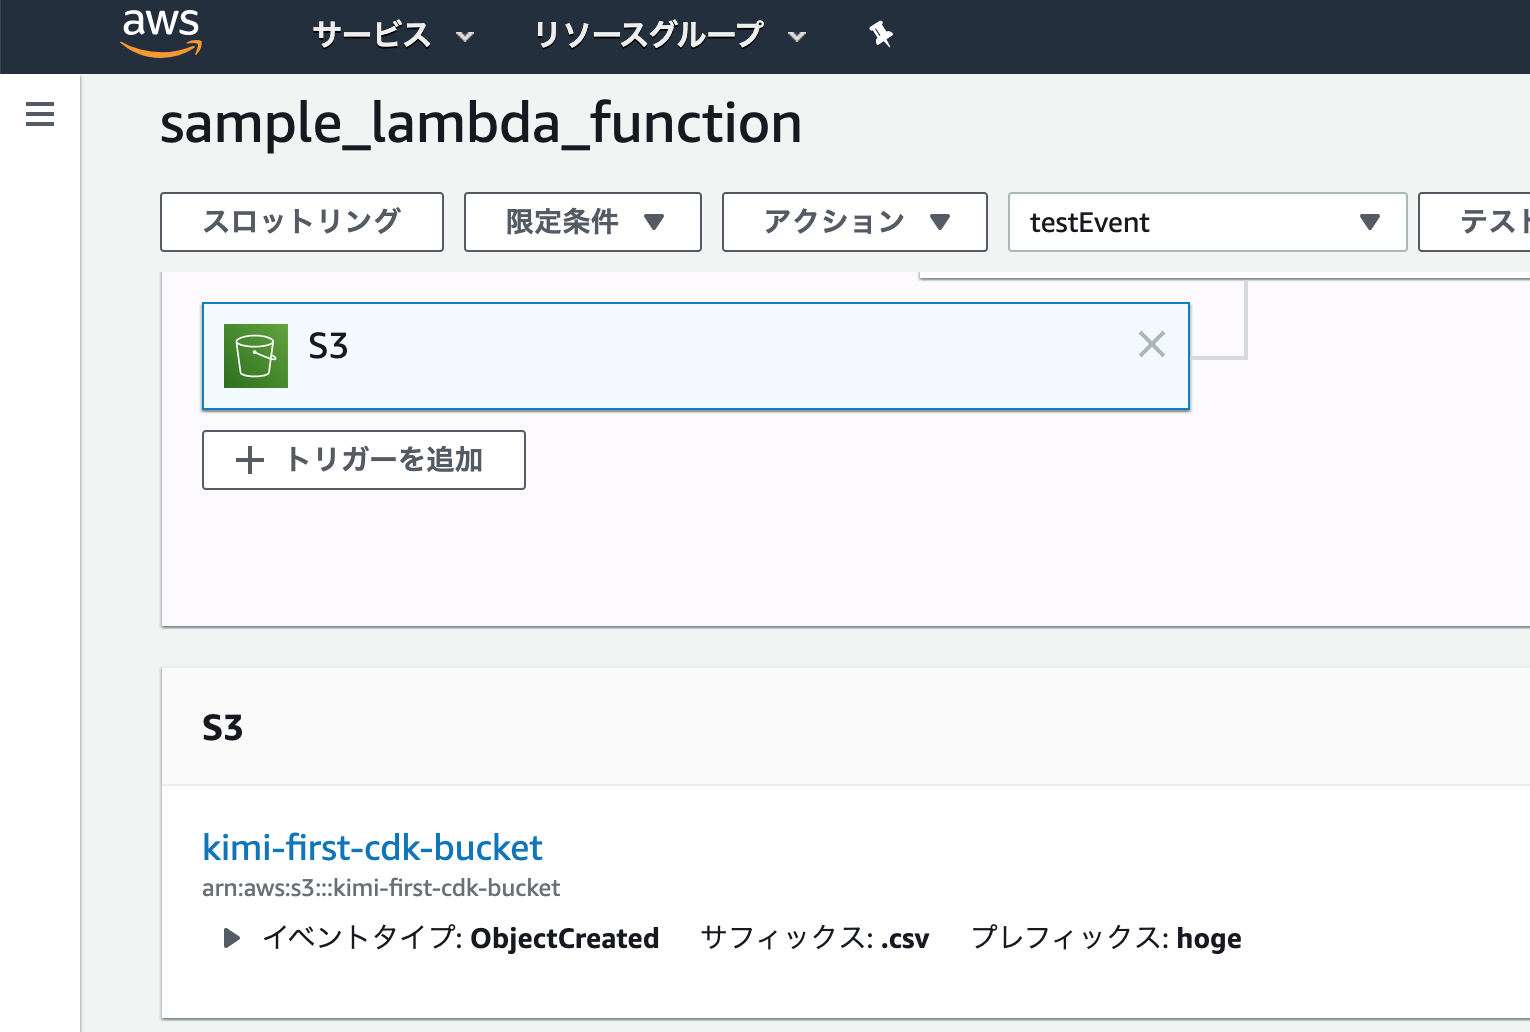 aws サービス リソースグループ
sample_lambda_function
スロットリング 限定条件 アクション testEvent テスト
S3
トリガーを追加
S3
kimi-first-cdk-bucket
arn:aws:s3:::kimi-first-cdk-bucket
イベントタイプ: ObjectCreated サフィックス: .csv プレフィックス: hoge